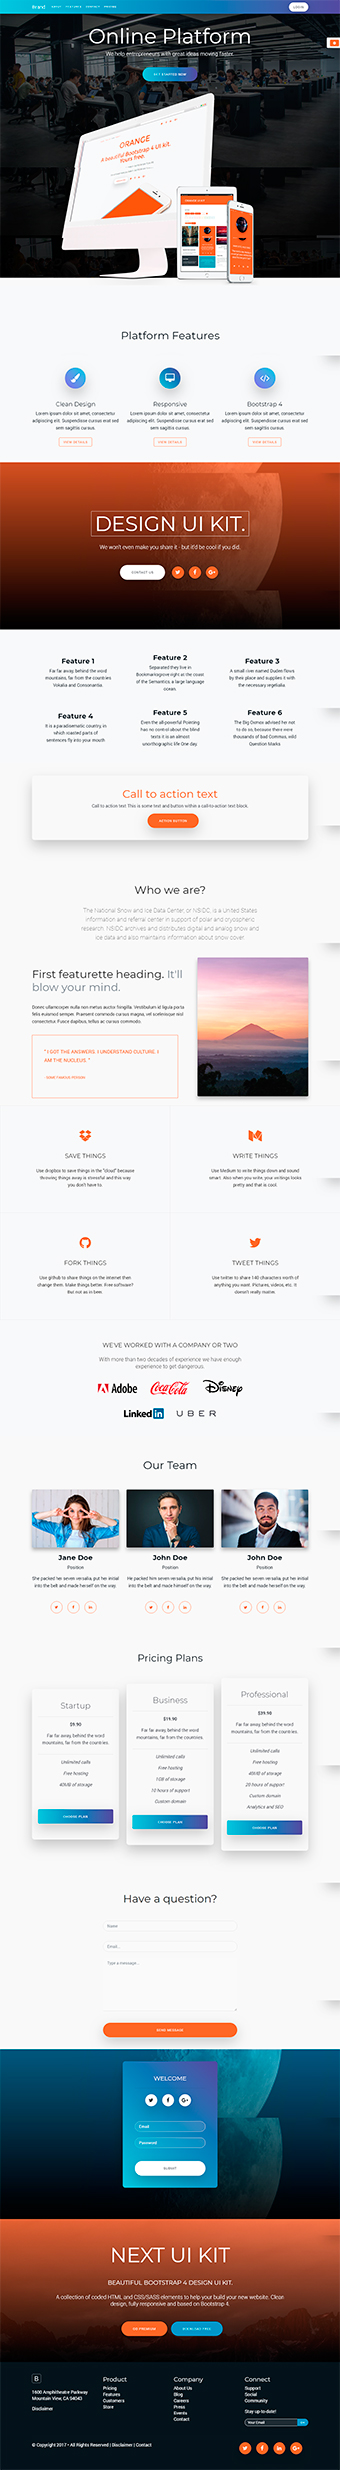 Brand ABOUT FEATURES CONTACT PRICING LOGIN
Online Platform
We help entrepreneurs with great ideas moving faster.
GET STARTED NOW
ORANGE
A beautiful Bootstrap 4 UI Kit.
Yours free.
ORANGE UI KIT
Platform Features
Clean Design
Lorem ipsum dolor sit amet, consectetur
adipiscing elit. Suspendisse cursus erat sed
sem sagittis cursus.
VIEW DETAILS
Responsive
Lorem ipsum dolor sit amet, consectetur
adipiscing elit. Suspendisse cursus erat sed
sem sagittis cursus.
VIEW DETAILS
Bootstrap 4
Lorem ipsum dolor sit amet, consectetur
adipiscing elit. Suspendisse cursus erat sed
sem sagittis cursus.
VIEW DETAILS
DESIGN UI KIT.
We won't even make you share it - but it'd be cool if you did.
CONTACT US
Feature 1
Far far away, behind the word
mountains, far from the countries
Vokalia and Consonantia.
Feature 2
Separated they live in
Bookmarksgrove right at the coast
of the Semantics, a large language
ocean.
Feature 3
A small river named Duden flows
by their place and supplies it with
the necessary regelialia.
Feature 4
It is a paradisematic country, in
which roasted parts of
sentences fly into your mouth
Feature 5
Even the all-powerful Pointing
has no control about the blind
texts it is an almost
unorthographic life One day
Feature 6
The Big Oxmox advised her not
to do so, because there were
thousands of bad Commas, wild
Question Marks
Call to action text
Call to action text. This is some text and button within a call-to-action text block.
ACTION BUTTON
Who we are?
The National Snow and Ice Data Center, or NSIDC, is a United States
information and referral center in support of polar and cryospheric
research. NSIDC archives and distributes digital and analog snow and
ice data and also maintains information about snow cover.
First featurette heading. It'll
blow your mind.
Donec ullamcorper nulla non metus auctor fringilla. Vestibulum id ligula porta
felis euismod semper. Praesent commodo cursus magna, vel scelerisque nisl
consectetur. Fusce dapibus, tellus ac cursus commodo.
" I GOT THE ANSWERS. I UNDERSTAND CULTURE. I
AM THE NUCLEUS. "
- SOME FAMOUS PERSON
SAVE THINGS
Use dropbox to save things in the "cloud" because
throwing things away is stressful and this way
you don't have to.
WRITE THINGS
Use Medium to write things down and sound
smart. Also when you write, your writings looks
pretty and that is cool.
FORK THINGS
Use github to share things on the internet then
change them. Make things better. Free software?
But not as in beer.
TWEET THINGS
Use twitter to share 140 characters worth of
anything you want. Pictures, videos, etc. It
doesn't really matter.
WE'VE WORKED WITH A COMPANY OR TWO
With more than two decades of experience we have enough
experience to get dangerous.
Adobe Coca-Cola Disney
Linked in UBER
Our Team
Jane Doe
Position
She packed her seven versalia, put her initial
into the belt and made herself on the way.
John Doe
Position
He packed him seven versalia, put his initial
into the belt and made himself on the way.
John Doe
Position
She packed her seven versalia, put her initial
into the belt and made herself on the way.
Pricing Plans
Startup
$9.90
Far far away, behind the word
mountains, far from the countries.
Unlimited calls
Free hosting
40MB of storage
CHOOSE PLAN
Business
$19.90
Far far away, behind the word
mountains, far from the countries.
Unlimited calls
Free hosting
1GB of storage
10 hours of support
Custom domain
CHOOSE PLAN
Professional
$39.90
Far far away, behind the word
mountains, far from the countries.
Unlimited calls
Free hosting
20 hours of support
Custom domain
Analytics and SEO
CHOOSE PLAN
Have a question?
Name
Email...
Type a message...
SEND MESSAGE
WELCOME
Email
Password
SUBMIT
NEXT UI KIT
BEAUTIFUL BOOTSTRAP 4 DESIGN UI KIT.
A collection of coded HTML and CSS/SASS elements to help your build your new website. Clean
design, fully responsive and based on Bootstrap 4.
GO PREMIUM DOWNLOAD FREE
B
1600 Amphitheatre Parkway
Mountain View, CA 94043
Disclaimer
Product
Pricing
Features
Customers
Store
Company
About Us
Blog
Careers
Press
Events
Contact
Connect
Support
Social
Community
Stay up-to-date!
Your Email
© Copyright 2017 - All Rights Reserved | Disclaimer | Contact